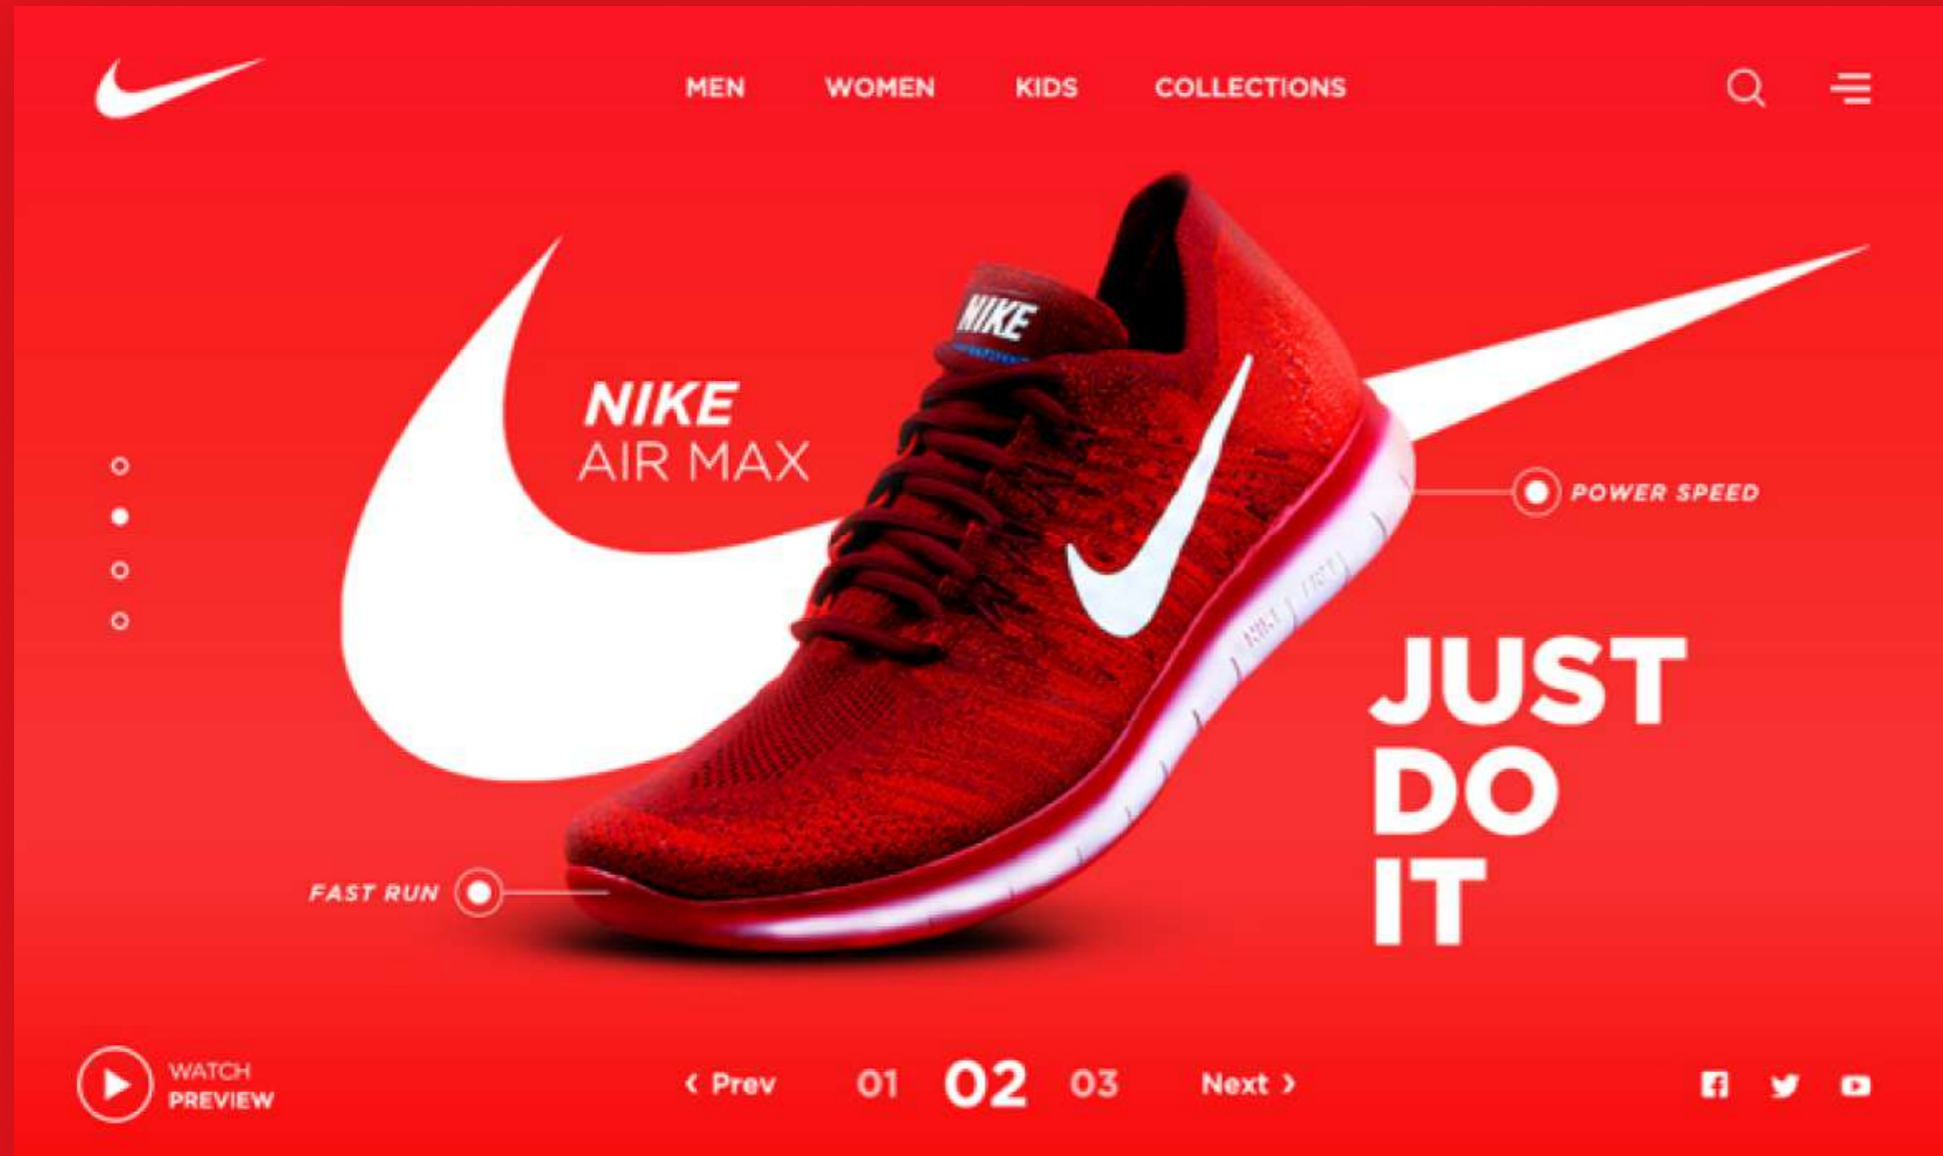 MEN
WOMEN
KIDS
COLLECTIONS
NIKE
NIKE
AIR MAX
POWER SPEED
JUST
DO
IT
FAST RUN
WATCH
PREVIEW
‹ Prev
01
02
03
Next ›